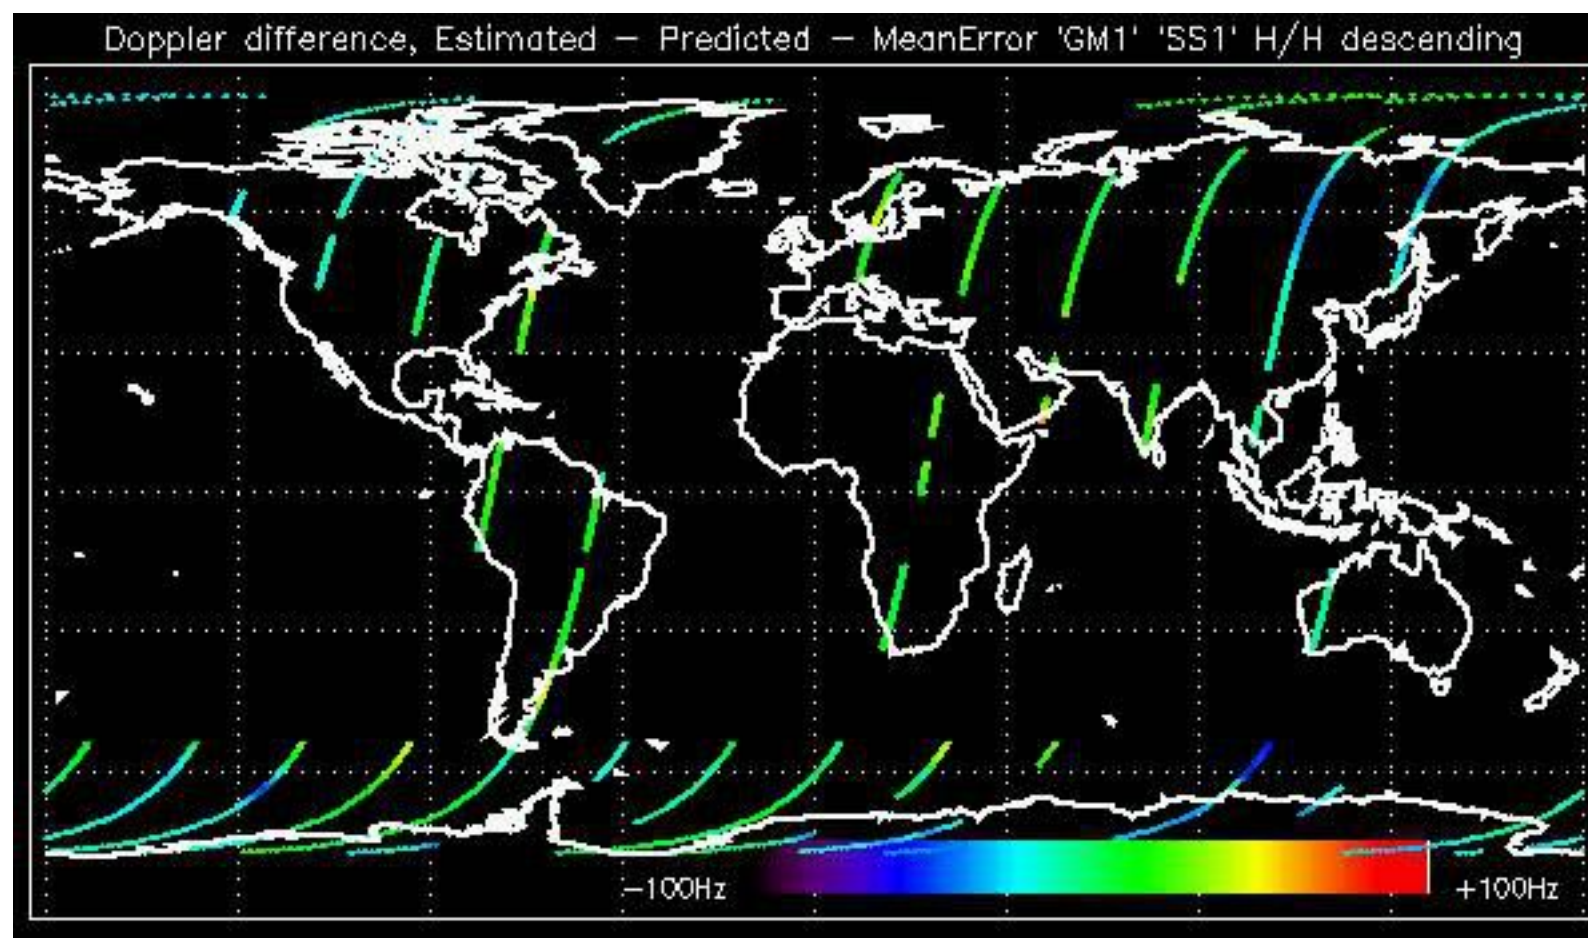 Doppler difference, Estimated – Predicted – MeanError 'GM1' 'SS1' H/H descending
-100Hz
+100Hz